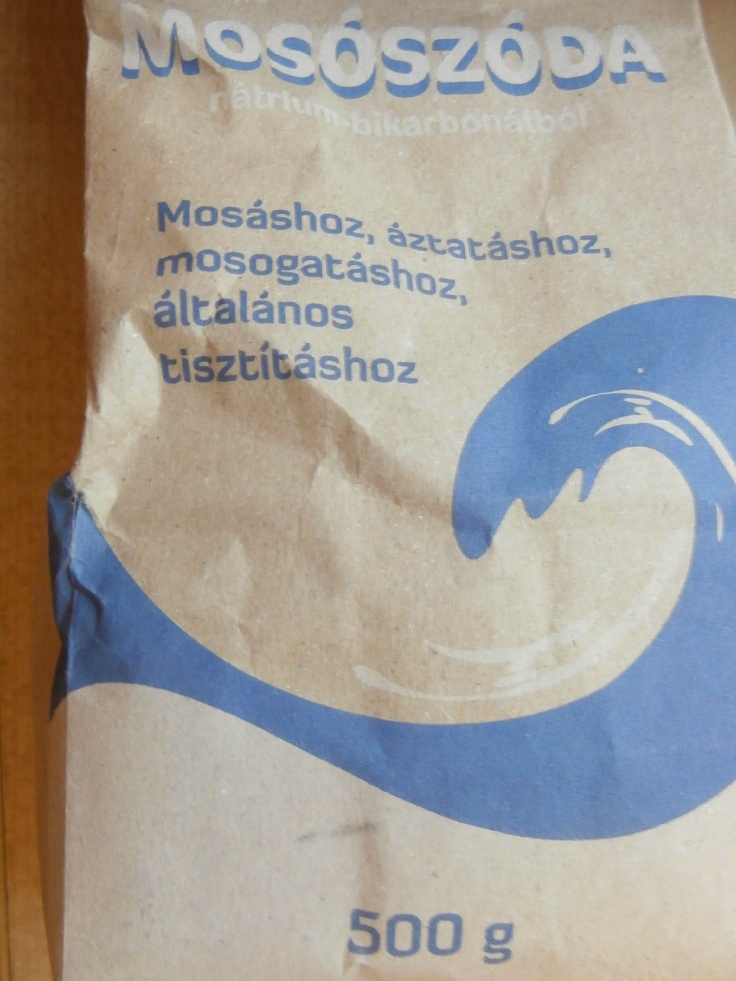 MOSÓSZÓDA
nátrium-bikarbonátból
Mosáshoz, áztatáshoz,
mosogatáshoz,
általános
tisztításhoz
500 g